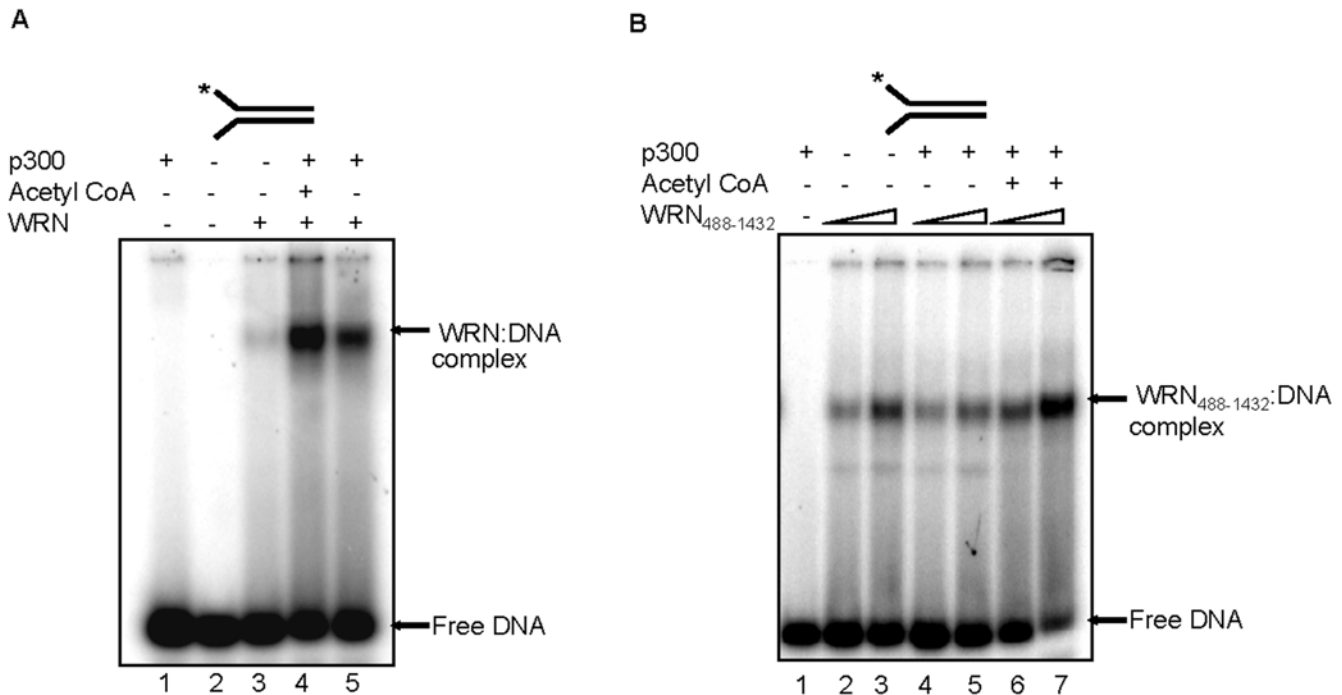 A
*
p300 + - - + +
Acetyl CoA - - - + -
WRN - - + + +
WRN:DNA
complex
Free DNA
1 2 3 4 5
B
*
p300 + - - + + + +
Acetyl CoA - - - - - + +
WRN488-1432 -
WRN488-1432:DNA
complex
Free DNA
1 2 3 4 5 6 7